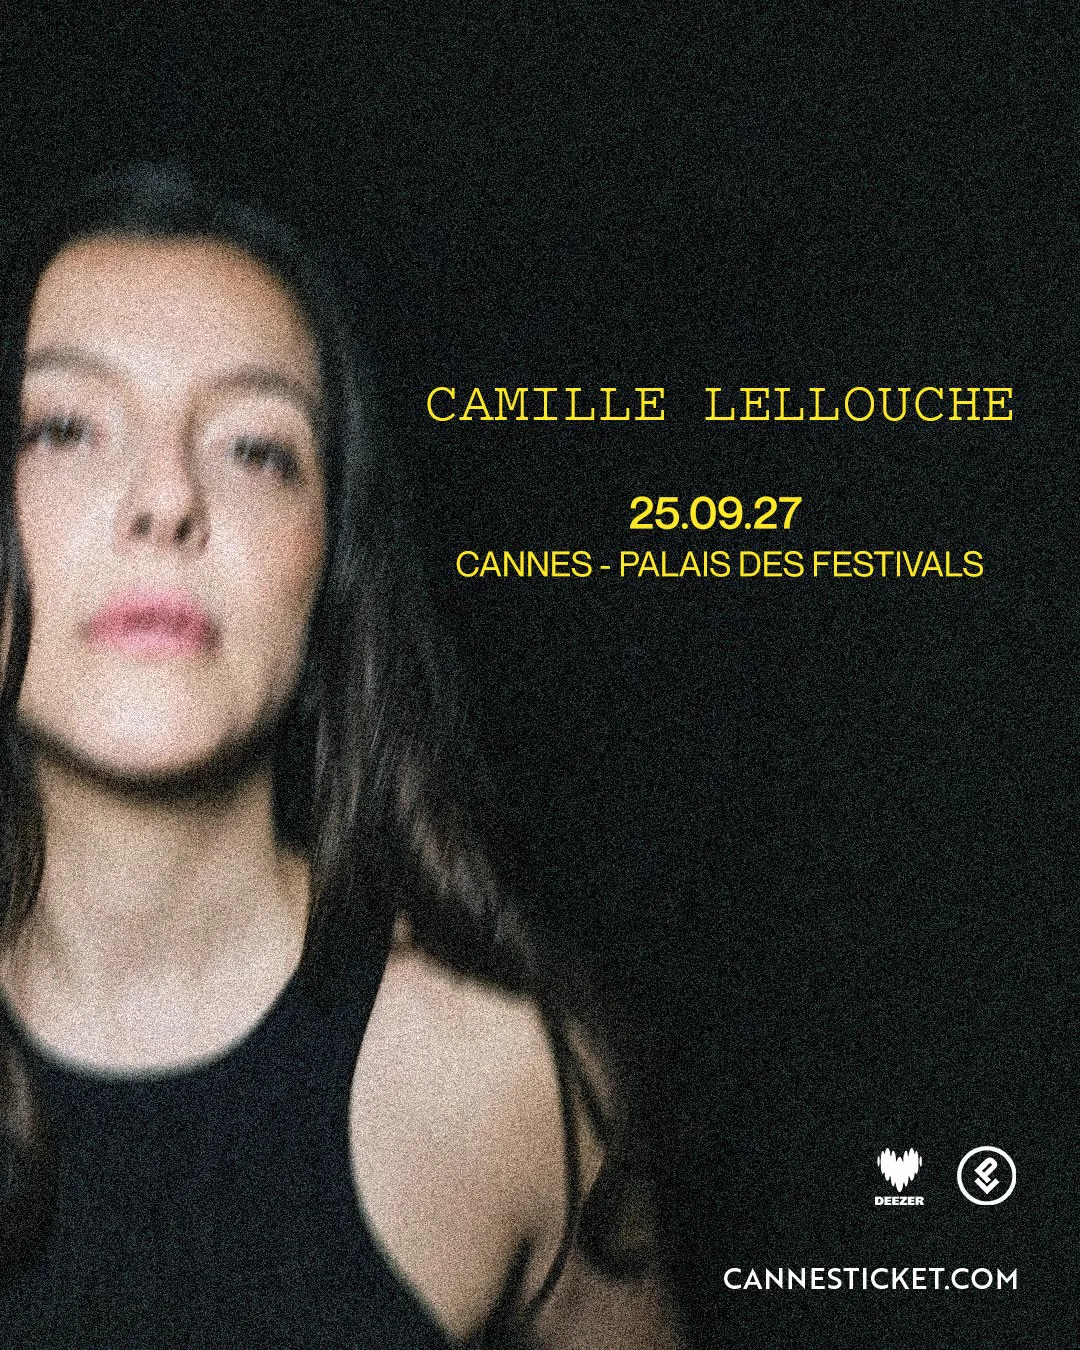 CAMILLE LELLOUCHE
25.09.27
CANNES - PALAIS DES FESTIVALS
DEEZER
CANNESTICKET.COM